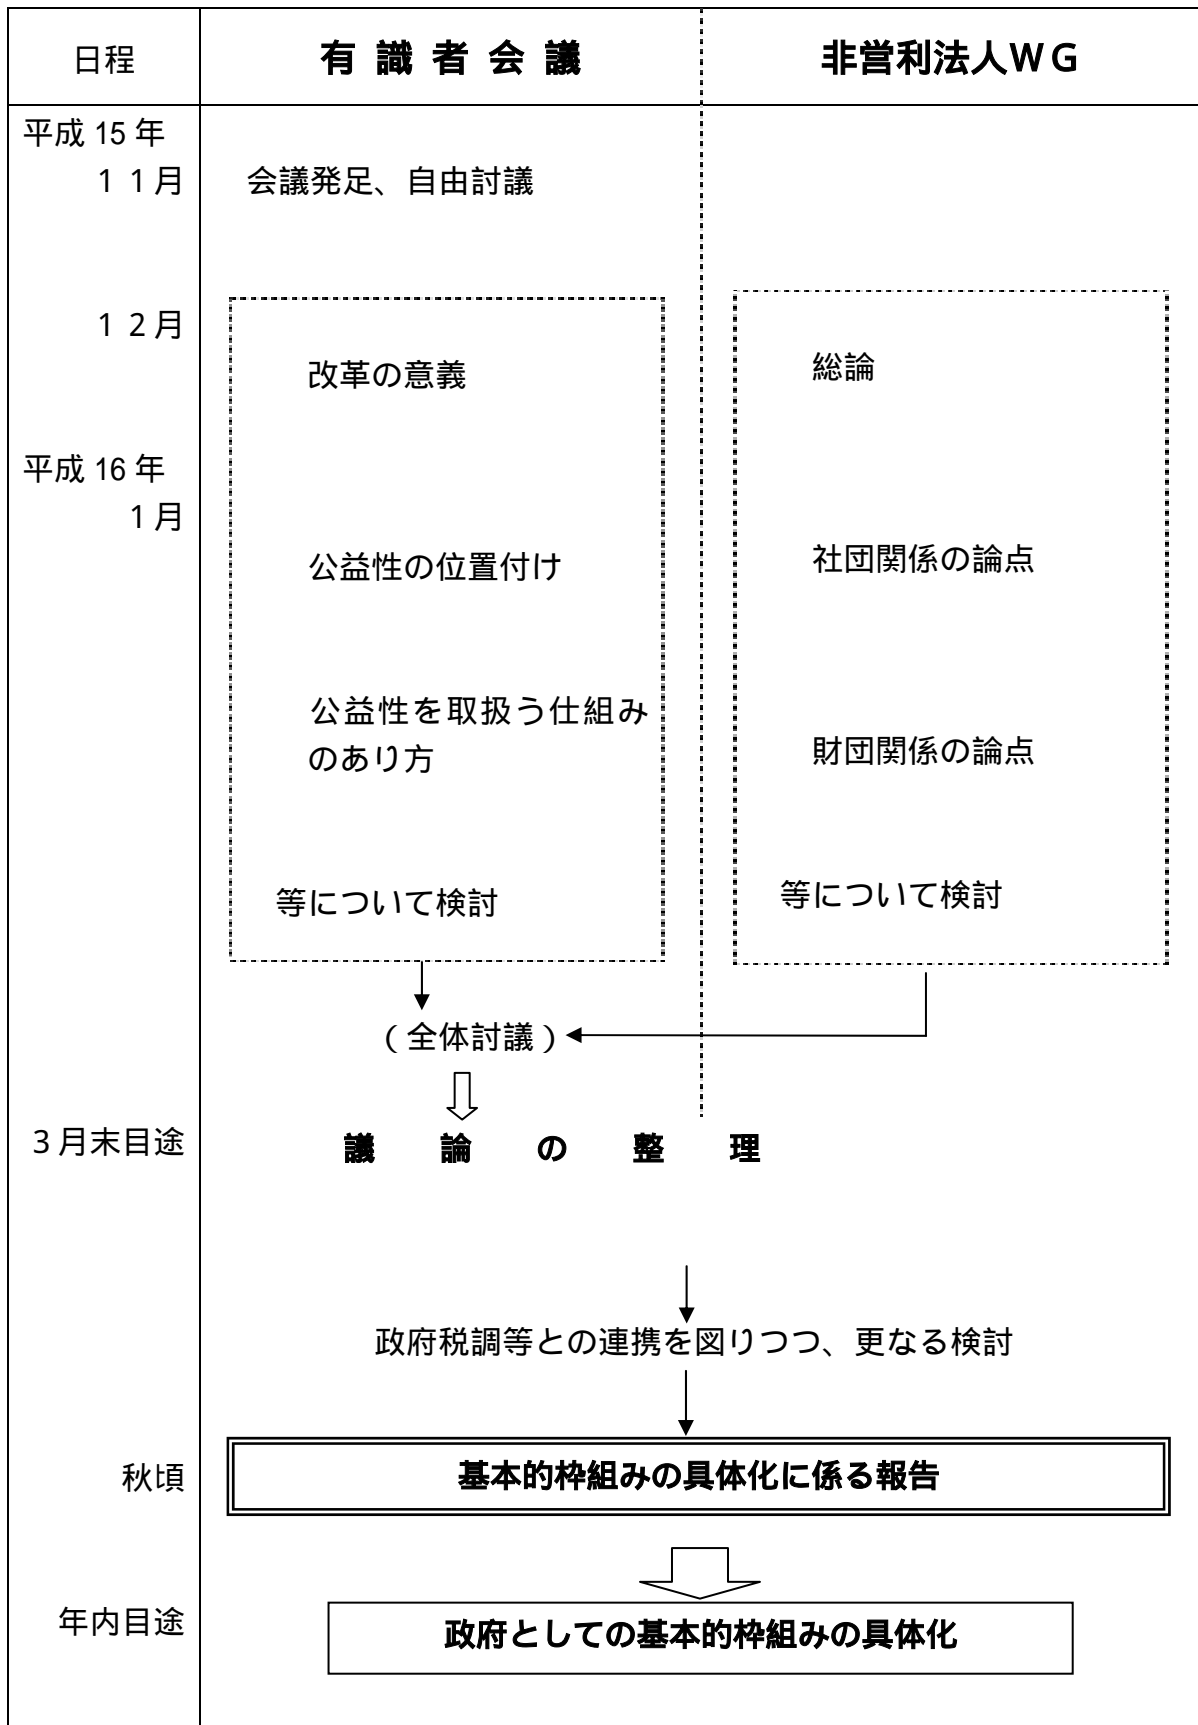 日程 有識者会議 非営利法人WG
平成15年
11月 会議発足、自由討議
12月
改革の意義
総論
平成16年
1月
公益性の位置付け
社団関係の論点
公益性を取扱う仕組み
のあり方
財団関係の論点
等について検討
等について検討
(全体討議)
3月末目途 議論の整理
政府税調等との連携を図りつつ、更なる検討
秋頃 基本的枠組みの具体化に係る報告
年内目途 政府としての基本的枠組みの具体化